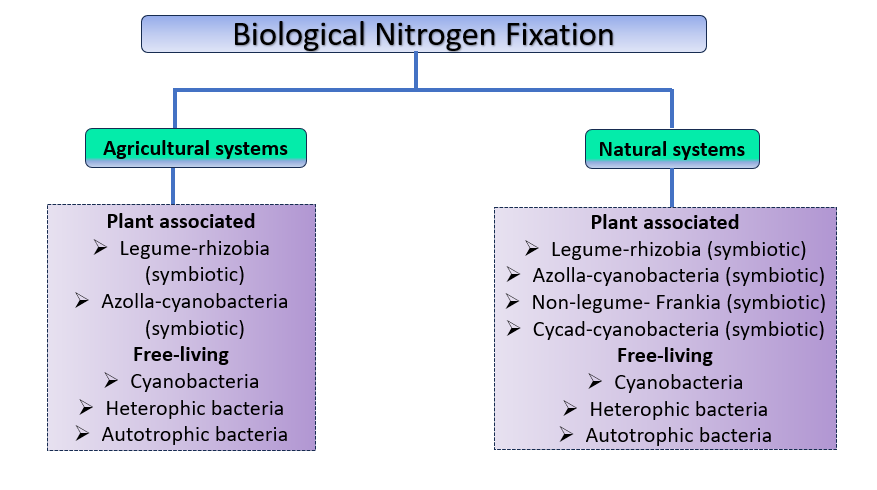 Biological Nitrogen Fixation
Agricultural systems
Plant associated
➢ Legume-rhizobia
(symbiotic)
➢ Azolla-cyanobacteria
(symbiotic)
Free-living
➢ Cyanobacteria
➢ Heterophic bacteria
➢ Autotrophic bacteria
Natural systems
Plant associated
➢ Legume-rhizobia (symbiotic)
➢ Azolla-cyanobacteria (symbiotic)
➢ Non-legume- Frankia (symbiotic)
➢ Cycad-cyanobacteria (symbiotic)
Free-living
➢ Cyanobacteria
➢ Heterophic bacteria
➢ Autotrophic bacteria